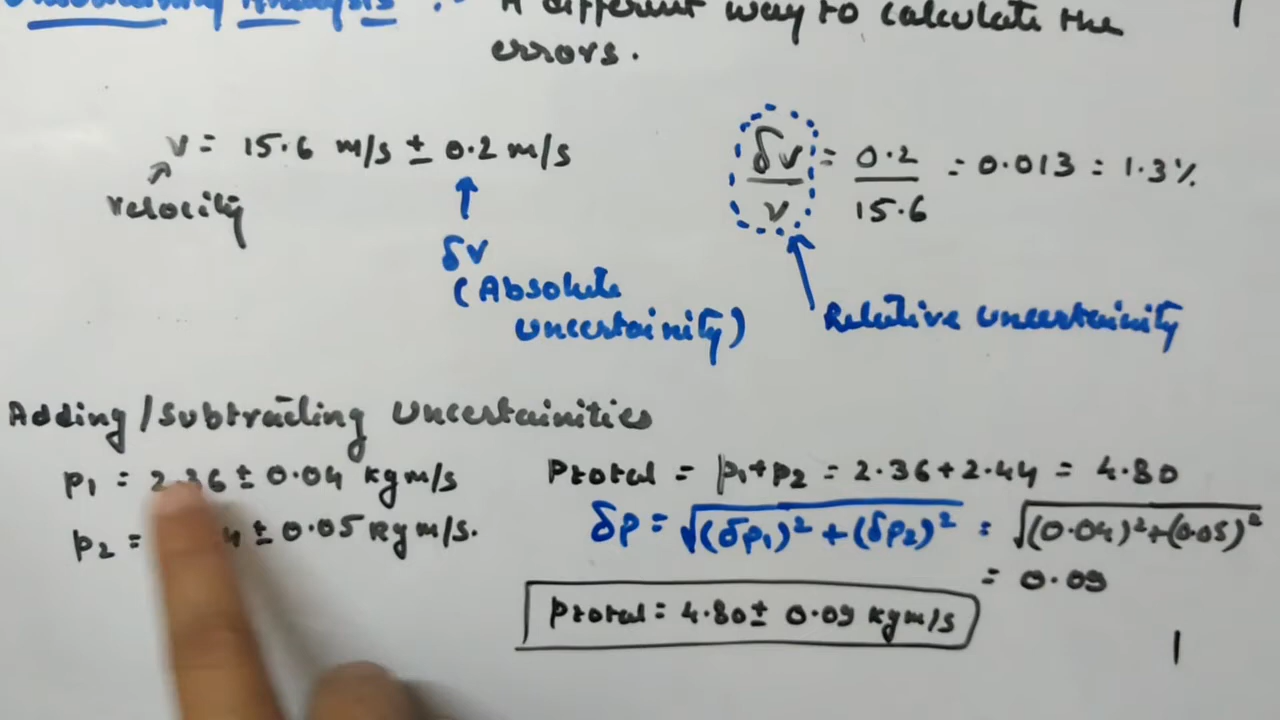 Analysis :- A different way to calculate the
errors.
v = 15.6 m/s ± 0.2 m/s
velocity
δv
(Absolute
uncertainity)
δv/v = 0.2/15.6 = 0.013 = 1.3%
Relative uncertainity
Adding/Subtracting Uncertainities
p₁ = 2.36 ± 0.04 kgm/s
p₂ = ± 0.05 kgm/s.
Ptotal = p₁+p₂ = 2.36+2.44 = 4.80
δp = √(δp₁)²+(δp₂)² = √(0.04)²+(0.05)²
= 0.09
Ptotal = 4.80 ± 0.09 kgm/s